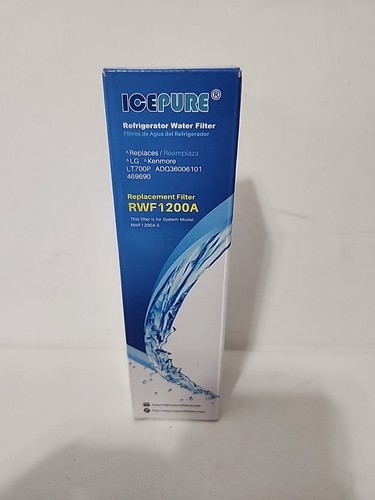 ICEPURE®
Refrigerator Water Filter
Filtros de Agua del Refrigerador
^Replaces / Reemplaza
^LG ^Kenmore
LT700P ADQ36006101
469690
Replacement Filter
RWF1200A
This filter is for System Model
RWF1200A-S